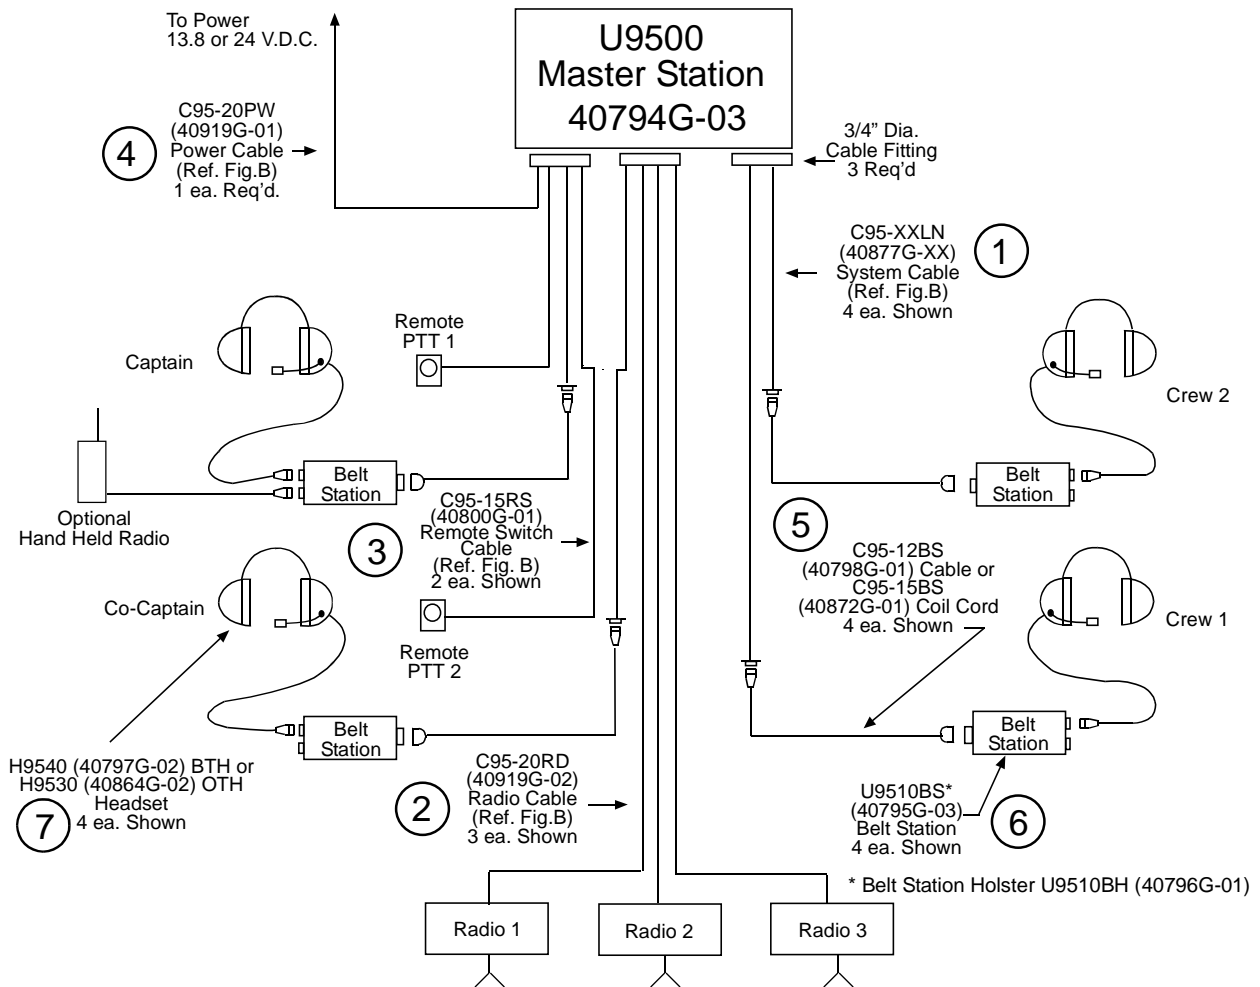 To Power
13.8 or 24 V.D.C.
U9500
Master Station
40794G-03
4
C95-20PW
(40919G-01)
Power Cable
(Ref. Fig.B)
1 ea. Req'd.
3/4” Dia.
Cable Fitting
3 Req'd
C95-XXLN
(40877G-XX)
System Cable
(Ref. Fig.B)
4 ea. Shown
1
Captain
Remote
PTT 1
Crew 2
Belt
Station
Belt
Station
Optional
Hand Held Radio
3
C95-15RS
(40800G-01)
Remote Switch
Cable
(Ref. Fig. B)
2 ea. Shown
5
C95-12BS
(40798G-01) Cable or
C95-15BS
(40872G-01) Coil Cord
4 ea. Shown
Co-Captain
Remote
PTT 2
Crew 1
Belt
Station
Belt
Station
H9540 (40797G-02) BTH or
H9530 (40864G-02) OTH
Headset
4 ea. Shown
7
2
C95-20RD
(40919G-02)
Radio Cable
(Ref. Fig.B)
3 ea. Shown
U9510BS*
(40795G-03)
Belt Station
4 ea. Shown
6
* Belt Station Holster U9510BH (40796G-01)
Radio 1
Radio 2
Radio 3